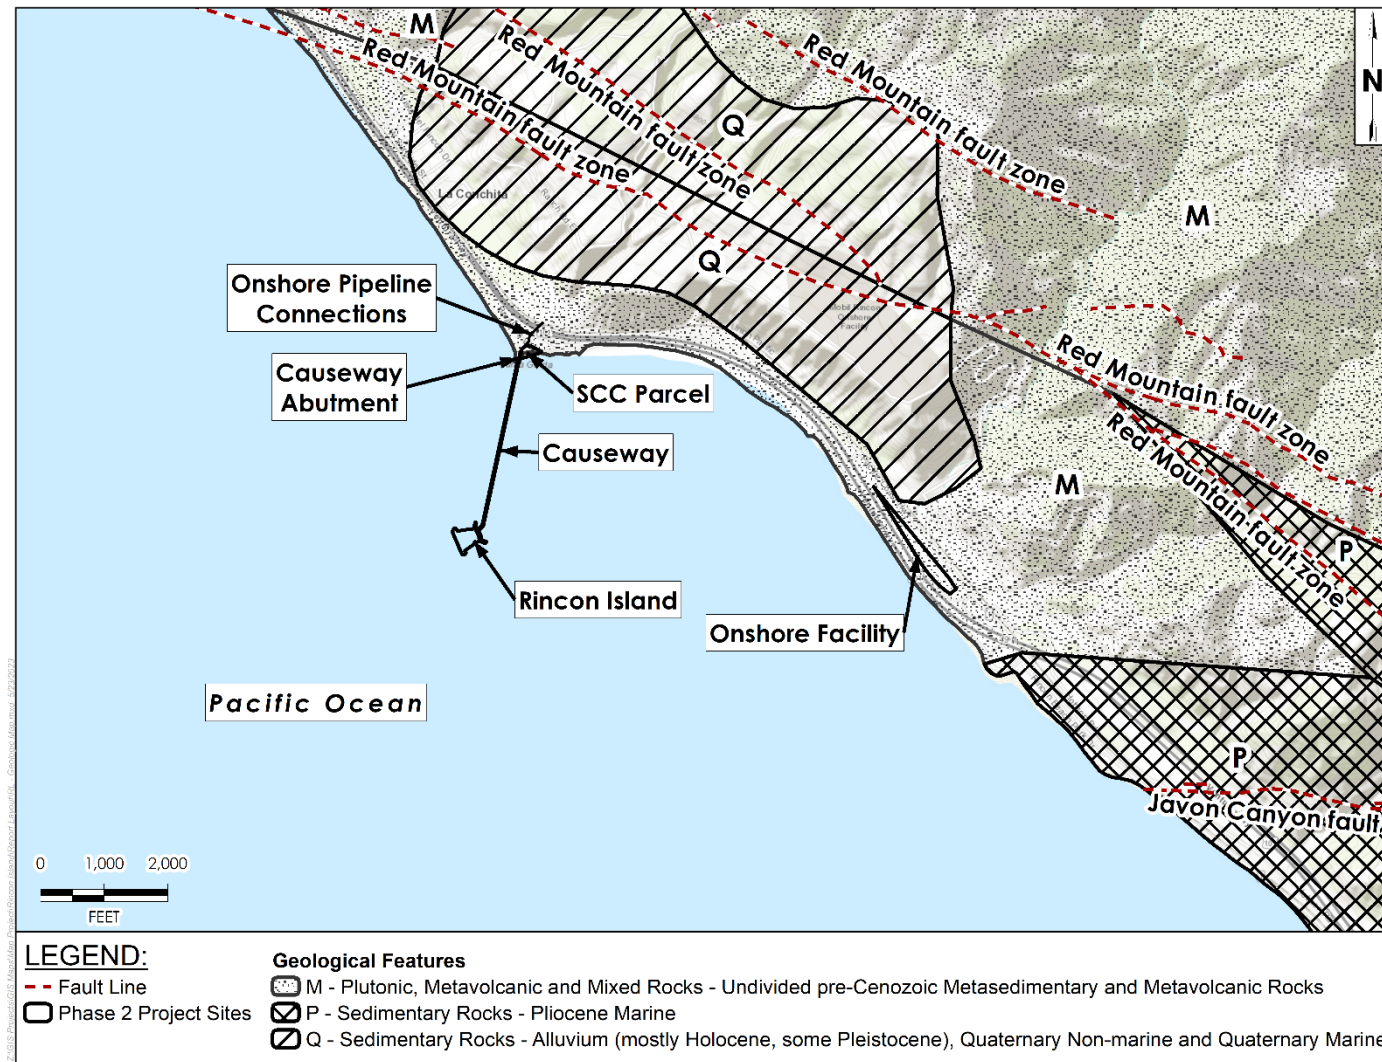 M
Red Mountain fault zone
Red Mountain fault zone
Red Mountain fault zone
N
Q
La Conchita
M
Q
Onshore Pipeline
Connections
Mobil Rincon
Onshore
Facility
Causeway
Abutment
SCC Parcel
Red Mountain fault zone
Causeway
Red Mountain fault zone
M
P
Rincon Island
Onshore Facility
Pacific Ocean
P
Javon Canyon fault
0 1,000 2,000
FEET
LEGEND:
Fault Line
Phase 2 Project Sites
Geological Features
M - Plutonic, Metavolcanic and Mixed Rocks - Undivided pre-Cenozoic Metasedimentary and Metavolcanic Rocks
P - Sedimentary Rocks - Pliocene Marine
Q - Sedimentary Rocks - Alluvium (mostly Holocene, some Pleistocene), Quaternary Non-marine and Quaternary Marine